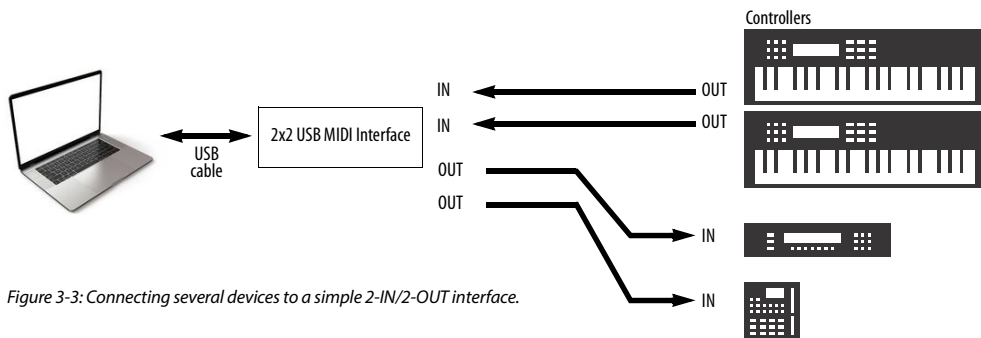 Controllers
IN
OUT
2x2 USB MIDI Interface
IN
OUT
USB
cable
OUT
OUT
IN
IN
Figure 3-3: Connecting several devices to a simple 2-IN/2-OUT interface.